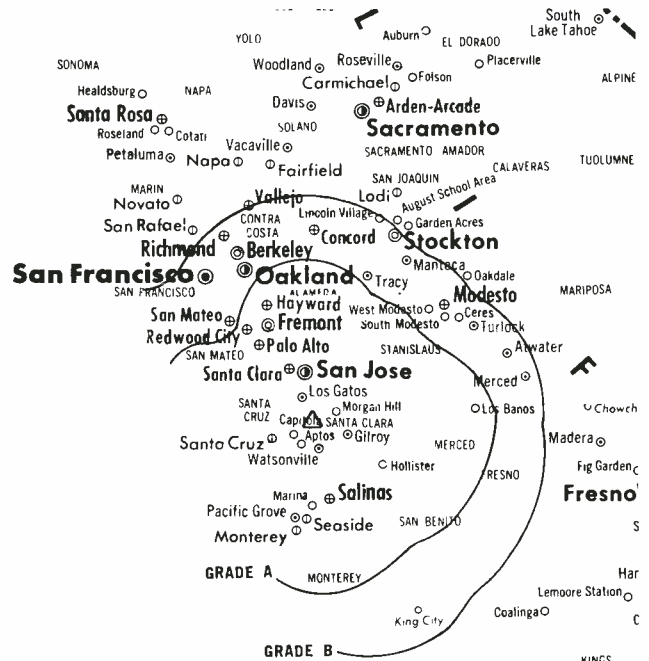 South
Lake Tahoe
Auburn
YOLO
EL DORADO
Woodland
Roseville
Placerville
SONOMA
Folson
ALPINE
Carmichael
Healdsburg
NAPA
Davis
Arden-Arcade
Santa Rosa
SOLANO
Sacramento
Roseland
Cotati
Vacaville
SACRAMENTO
AMADOR
Petaluma
Napa
Fairfield
CALAVERAS
TUOLUMNE
SAN JOAQUIN
MARIN
Vallejo
Lodi
August School Area
Novato
Lincoln Village
CONTRA
COSTA
Garden Acres
San Rafael
Concord
Stockton
Richmond
Berkeley
Manteca
San Francisco
Oakland
Tracy
Oakdale
SAN FRANCISCO
ALAMEDA
Modesto
MARIPOSA
Hayward
West Modesto
Ceres
San Mateo
Fremont
South Modesto
Turlock
Redwood City
Palo Alto
STANISLAUS
Atwater
SAN MATEO
Santa Clara
San Jose
Merced
F
Los Gatos
SANTA
CRUZ
Morgan Hill
Los Banos
Chowch
Capitola
SANTA CLARA
Santa Cruz
Aptos
Gilroy
MERCED
Madera
Watsonville
Hollister
FRESNO
Fig Garden
Marina
Salinas
Fresno
Pacific Grove
Seaside
SAN BENITO
S
Monterey
GRADE A
MONTEREY
Har
Lemoore Station
King City
Coalinga
C
GRADE B
KINGS